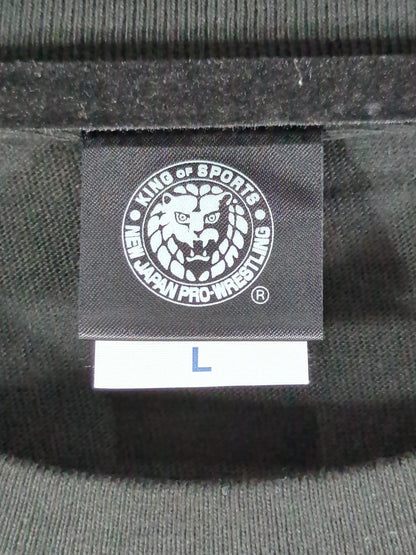 KING OF SPORTS
NEW JAPAN PRO-WRESTLING
®
L